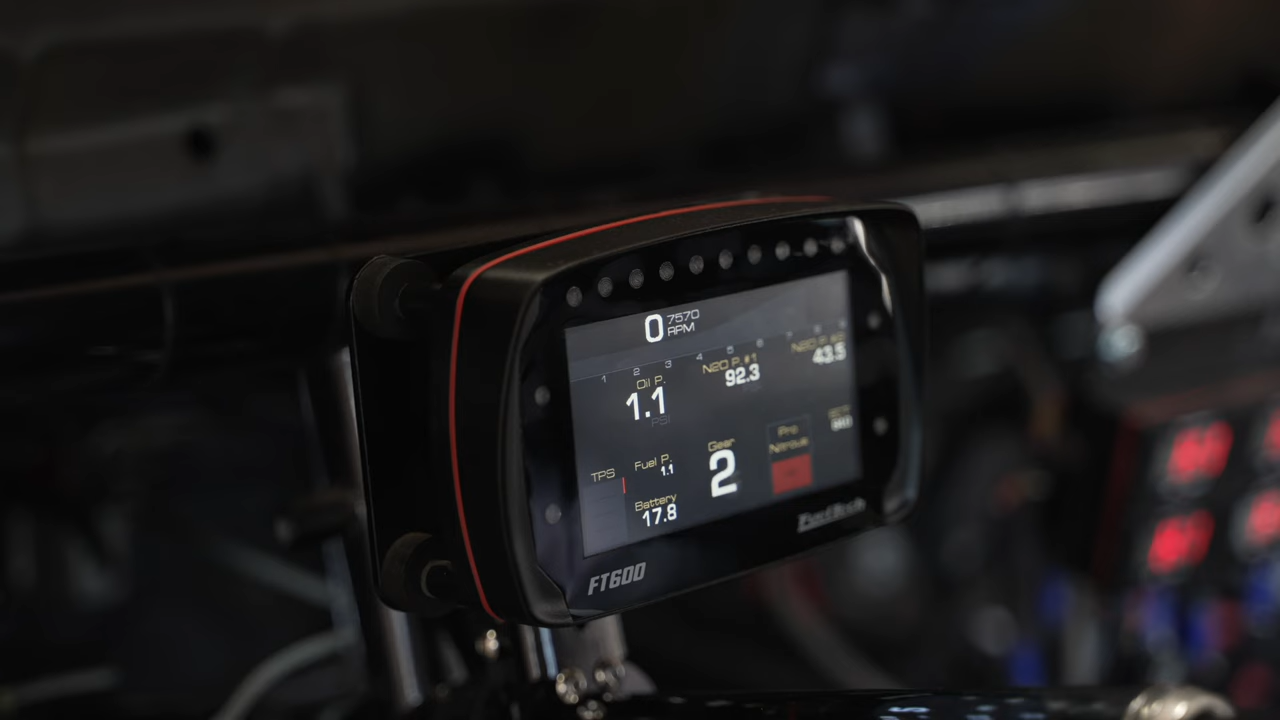 0 7570
RPM
1 2 3 4 5 6 7 8
Oil P.
1.1
PSI
N2O P.#1
92.3
N2O P.#2
43.5
TPS
Fuel P.
1.1
Battery
17.8
Gear
2
Pro
Nitrous
FuelTech
FT600